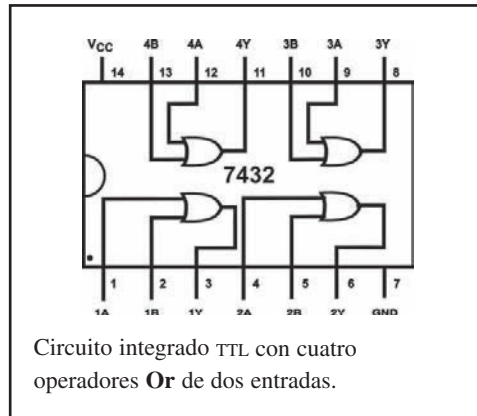 VCC 4B 4A 4Y 3B 3A 3Y
14 13 12 11 10 9 8
7432
1 2 3 4 5 6 7
1A 1B 1Y 2A 2B 2Y GND
Circuito integrado TTL con cuatro
operadores Or de dos entradas.